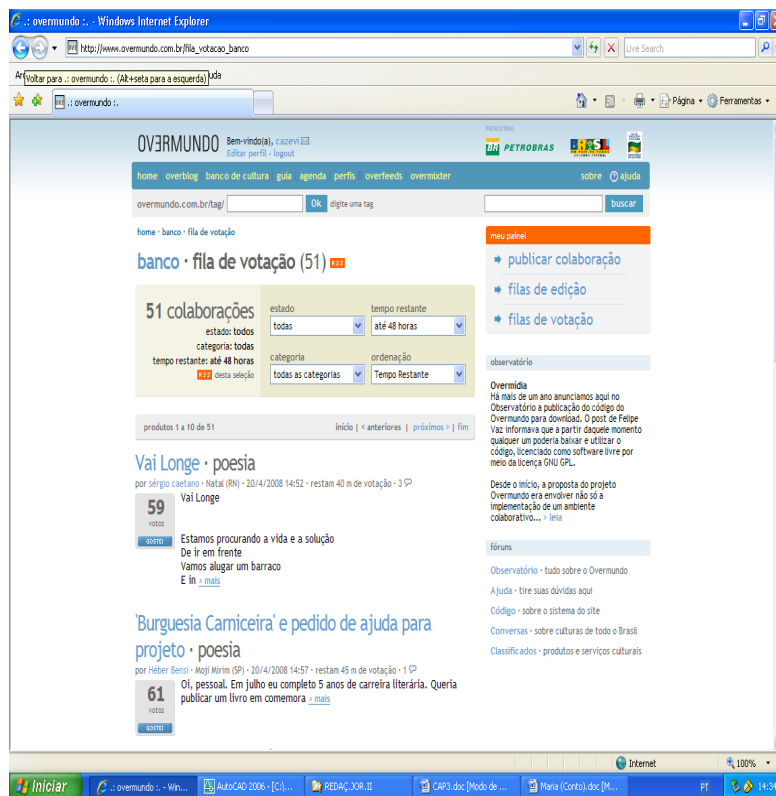 .: overmundo :. - Windows Internet Explorer
http://www.overmundo.com.br/fila_votacao_banco
Live Search
Voltar para .: overmundo :. (Alt+seta para a esquerda)
uda
.: overmundo :.
Página
Ferramentas
OVERMUNDO
Bem-vindo(a), cazevi
Editar perfil · logout
PATROCÍNIO
BR PETROBRAS
BRASIL
home overblog banco de cultura guia agenda perfis overfeeds overmixter sobre ajuda
overmundo.com.br/tag/ Ok digite uma tag buscar
home · banco · fila de votação
banco · fila de votação (51) RSS
51 colaborações
estado: todos
categoria: todas
tempo restante: até 48 horas
RSS desta seleção
estado
todas
tempo restante
até 48 horas
categoria
todas as categorias
ordenação
Tempo Restante
produtos 1 a 10 de 51
início | < anteriores | próximos > | fim
Vai Longe · poesia
por sérgio caetano · Natal (RN) · 20/4/2008 14:52 · restam 40 m de votação · 3
59
votos
GOSTEI
Vai Longe
Estamos procurando a vida e a solução
De ir em frente
Vamos alugar um barraco
E in > mais
'Burguesia Carniceira' e pedido de ajuda para
projeto · poesia
por Héber Sensi · Moji Mirim (SP) · 20/4/2008 14:57 · restam 45 m de votação · 1
61
votos
GOSTEI
Oi, pessoal. Em julho eu completo 5 anos de carreira literária. Queria
publicar um livro em comemora > mais
meu painel
publicar colaboração
filas de edição
filas de votação
observatório
Overmídia
Há mais de um ano anunciamos aqui no
Observatório a publicação do código do
Overmundo para download. O post de Felipe
Vaz informava que a partir daquele momento
qualquer um poderia baixar e utilizar o
código, licenciado como software livre por
meio da licença GNU GPL.
Desde o início, a proposta do projeto
Overmundo era envolver não só a
implementação de um ambiente
colaborativo... > leia
fóruns
Observatório · tudo sobre o Overmundo
Ajuda · tire suas dúvidas aqui
Código · sobre o sistema do site
Conversas · sobre culturas de todo o Brasil
Classificados · produtos e serviços culturais
Internet
100%
Iniciar
.: overmundo :. - Win...
AutoCAD 2006 - [C:\...
REDAÇ.JOR.II
CAP3.doc [Modo de ...
Maria (Conto).doc [M...
PT
14:34